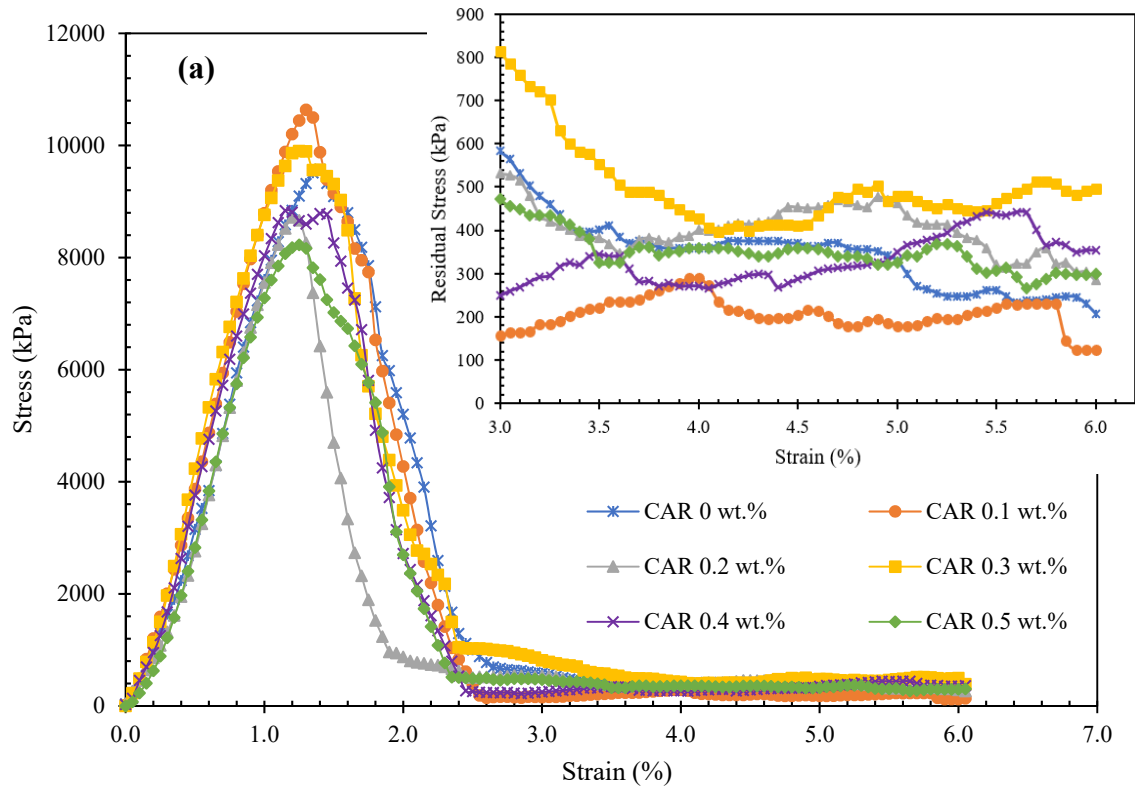 (a)
Stress (kPa)
12000
10000
8000
6000
4000
2000
0
0.0 1.0 2.0 3.0 4.0 5.0 6.0 7.0
Strain (%)
Residual Stress (kPa)
900
800
700
600
500
400
300
200
100
0
3.0 3.5 4.0 4.5 5.0 5.5 6.0
Strain (%)
CAR 0 wt.% CAR 0.1 wt.%
CAR 0.2 wt.% CAR 0.3 wt.%
CAR 0.4 wt.% CAR 0.5 wt.%